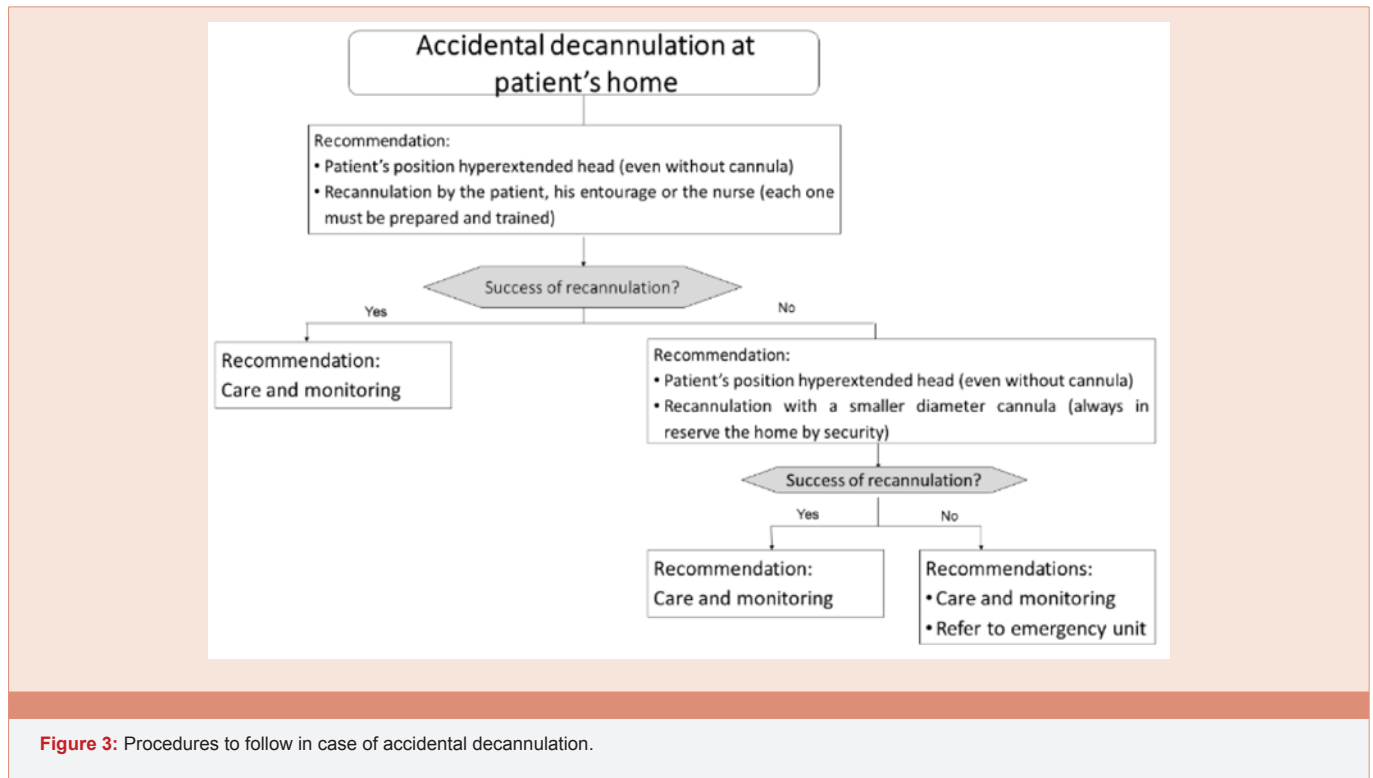 Accidental decannulation at
patient's home
Recommendation:
• Patient's position hyperextended head (even without cannula)
• Recannulation by the patient, his entourage or the nurse (each one
must be prepared and trained)
Success of recannulation?
Yes
No
Recommendation:
Care and monitoring
Recommendation:
• Patient's position hyperextended head (even without cannula)
• Recannulation with a smaller diameter cannula (always in
reserve the home by security)
Success of recannulation?
Yes
No
Recommendation:
Care and monitoring
Recommendations:
• Care and monitoring
• Refer to emergency unit
Figure 3: Procedures to follow in case of accidental decannulation.